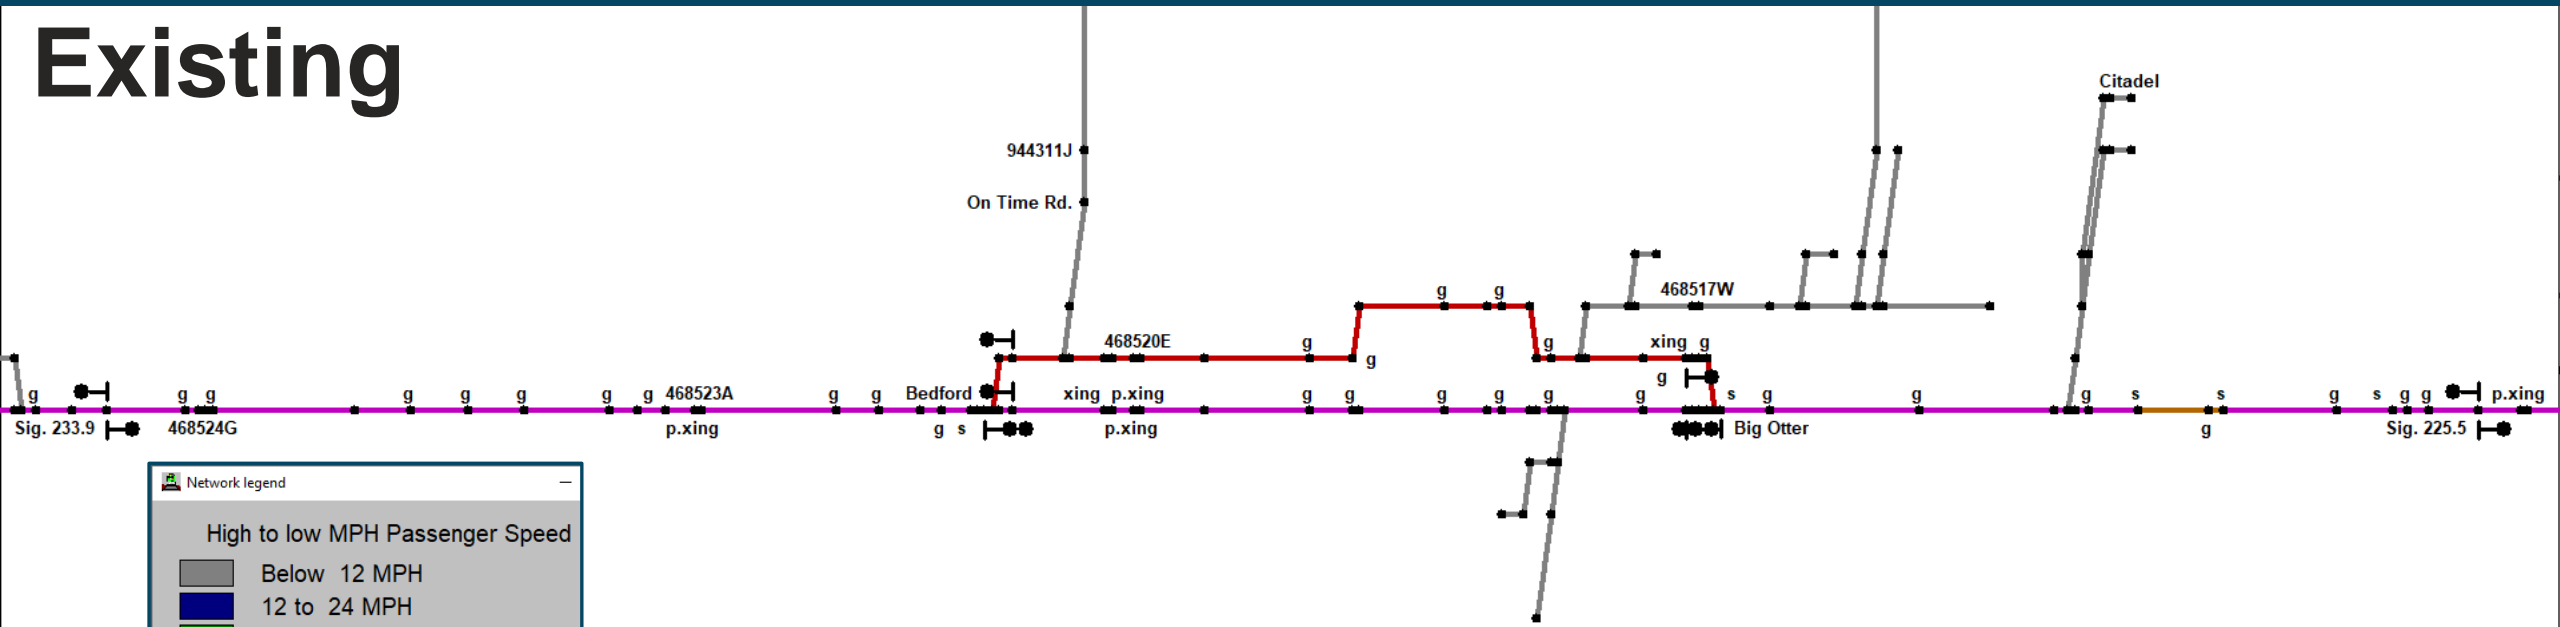 Existing
Citadel
944311J
On Time Rd.
468517W
g g
468520E g g xing g
g
g
g g g g g g g g 468523A g g Bedford xing p.xing g g g g g g s g g g s s g s g g p.xing
Sig. 233.9 468524G p.xing g s p.xing Big Otter g Sig. 225.5
Network legend
High to low MPH Passenger Speed
Below 12 MPH
12 to 24 MPH